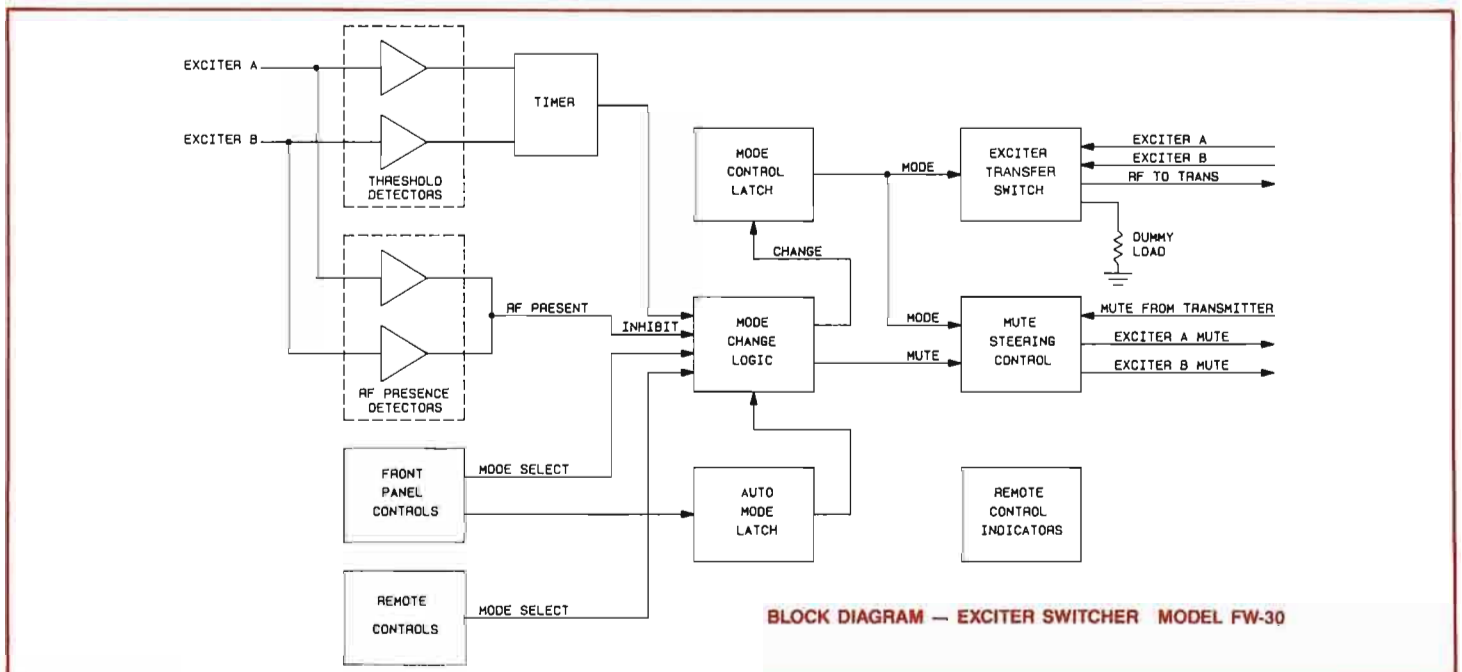 EXCITER A
EXCITER B
THRESHOLD
DETECTORS
TIMER
RF PRESENCE
DETECTORS
RF PRESENT
INHIBIT
FRONT
PANEL
CONTROLS
MODE SELECT
REMOTE
CONTROLS
MODE SELECT
MODE
CONTROL
LATCH
CHANGE
MODE
CHANGE
LOGIC
AUTO
MODE
LATCH
MODE
MODE
MUTE
EXCITER
TRANSFER
SWITCH
EXCITER A
EXCITER B
RF TO TRANS
DUMMY
LOAD
MUTE
STEERING
CONTROL
MUTE FROM TRANSMITTER
EXCITER A MUTE
EXCITER B MUTE
REMOTE
CONTROL
INDICATORS
BLOCK DIAGRAM — EXCITER SWITCHER MODEL FW-30